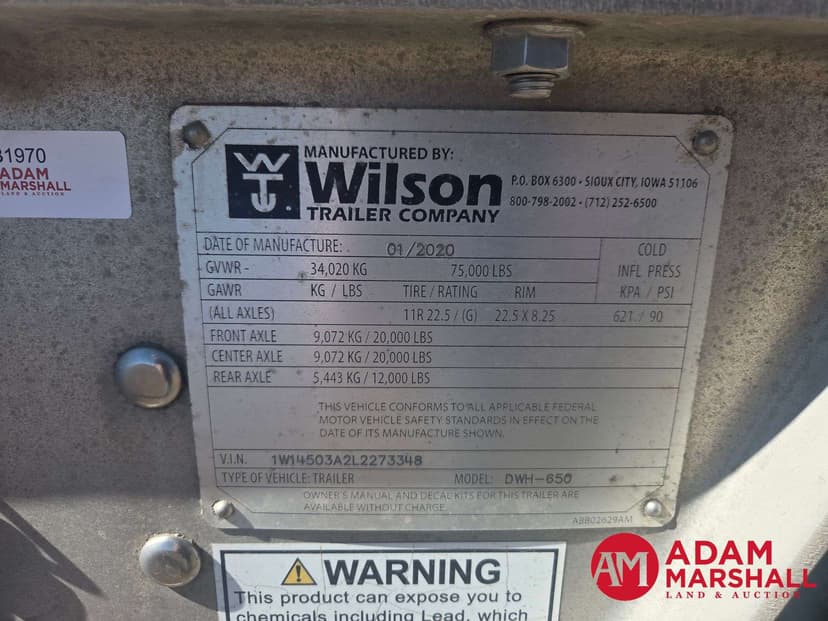 31970
ADAM
MARSHALL
LAND & AUCTION
WTC
MANUFACTURED BY:
Wilson
TRAILER COMPANY
P.O. BOX 6300 • SIOUX CITY, IOWA 51106
800-798-2002 • (712) 252-6500
DATE OF MANUFACTURE: 01/2020 COLD
GVWR - 34,020 KG 75,000 LBS INFL PRESS
GAWR KG / LBS TIRE / RATING RIM KPA / PSI
(ALL AXLES) 11R 22.5 / (G) 22.5 X 8.25 621 / 90
FRONT AXLE 9,072 KG / 20,000 LBS
CENTER AXLE 9,072 KG / 20,000 LBS
REAR AXLE 5,443 KG / 12,000 LBS
THIS VEHICLE CONFORMS TO ALL APPLICABLE FEDERAL
MOTOR VEHICLE SAFETY STANDARDS IN EFFECT ON THE
DATE OF ITS MANUFACTURE SHOWN.
V.I.N. 1W14503A2L2273348
TYPE OF VEHICLE: TRAILER MODEL: DWH-650
OWNER'S MANUAL AND DECAL KITS FOR THIS TRAILER ARE
AVAILABLE WITHOUT CHARGE.
ABB02629AM
WARNING
This product can expose you to
chemicals including Lead, which
AM
ADAM
MARSHALL
LAND & AUCTION